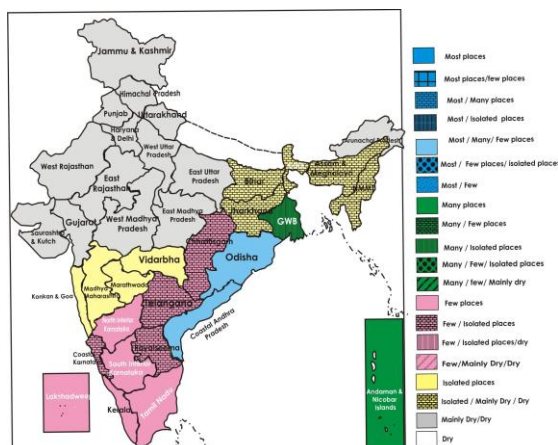 Jammu & Kashmir
Himachal Pradesh
Punjab
Uttarakhand
Haryana
& Delhi
West Uttar
Pradesh
Arunachal Pradesh
West Rajasthan
East
Rajasthan
East Uttar
Pradesh
Bihar
Meghalaya
Saurashtra
& Kutch
Gujarat
West Madhya
Pradesh
East Madhya
Pradesh
Jharkhand
GWB
Chhattisgarh
Vidarbha
Odisha
Konkan & Goa
Madhya
Maharashtra
Marathwada
Telangana
North Interior
Karnataka
Coastal Andhra
Pradesh
Rayalseema
Coastal
Karnataka
South Interior
Karnataka
Lakshadweep
Kerala
Tamil Nadu
Andaman &
Nicobar
Islands
Most places
Most places/few places
Most / Many places
Most / Isolated places
Most / Many/ Few places
Most / Few places/ Isolated places
Most / Few
Many places
Many / Few places
Many / Isolated places
Many / Few/ Isolated places
Many / few/ Mainly dry
Few places
Few / Isolated places
Few / Isolated places/dry
Few/Mainly Dry/Dry
Isolated places
Isolated / Mainly Dry / Dry
Mainly Dry/Dry
Dry